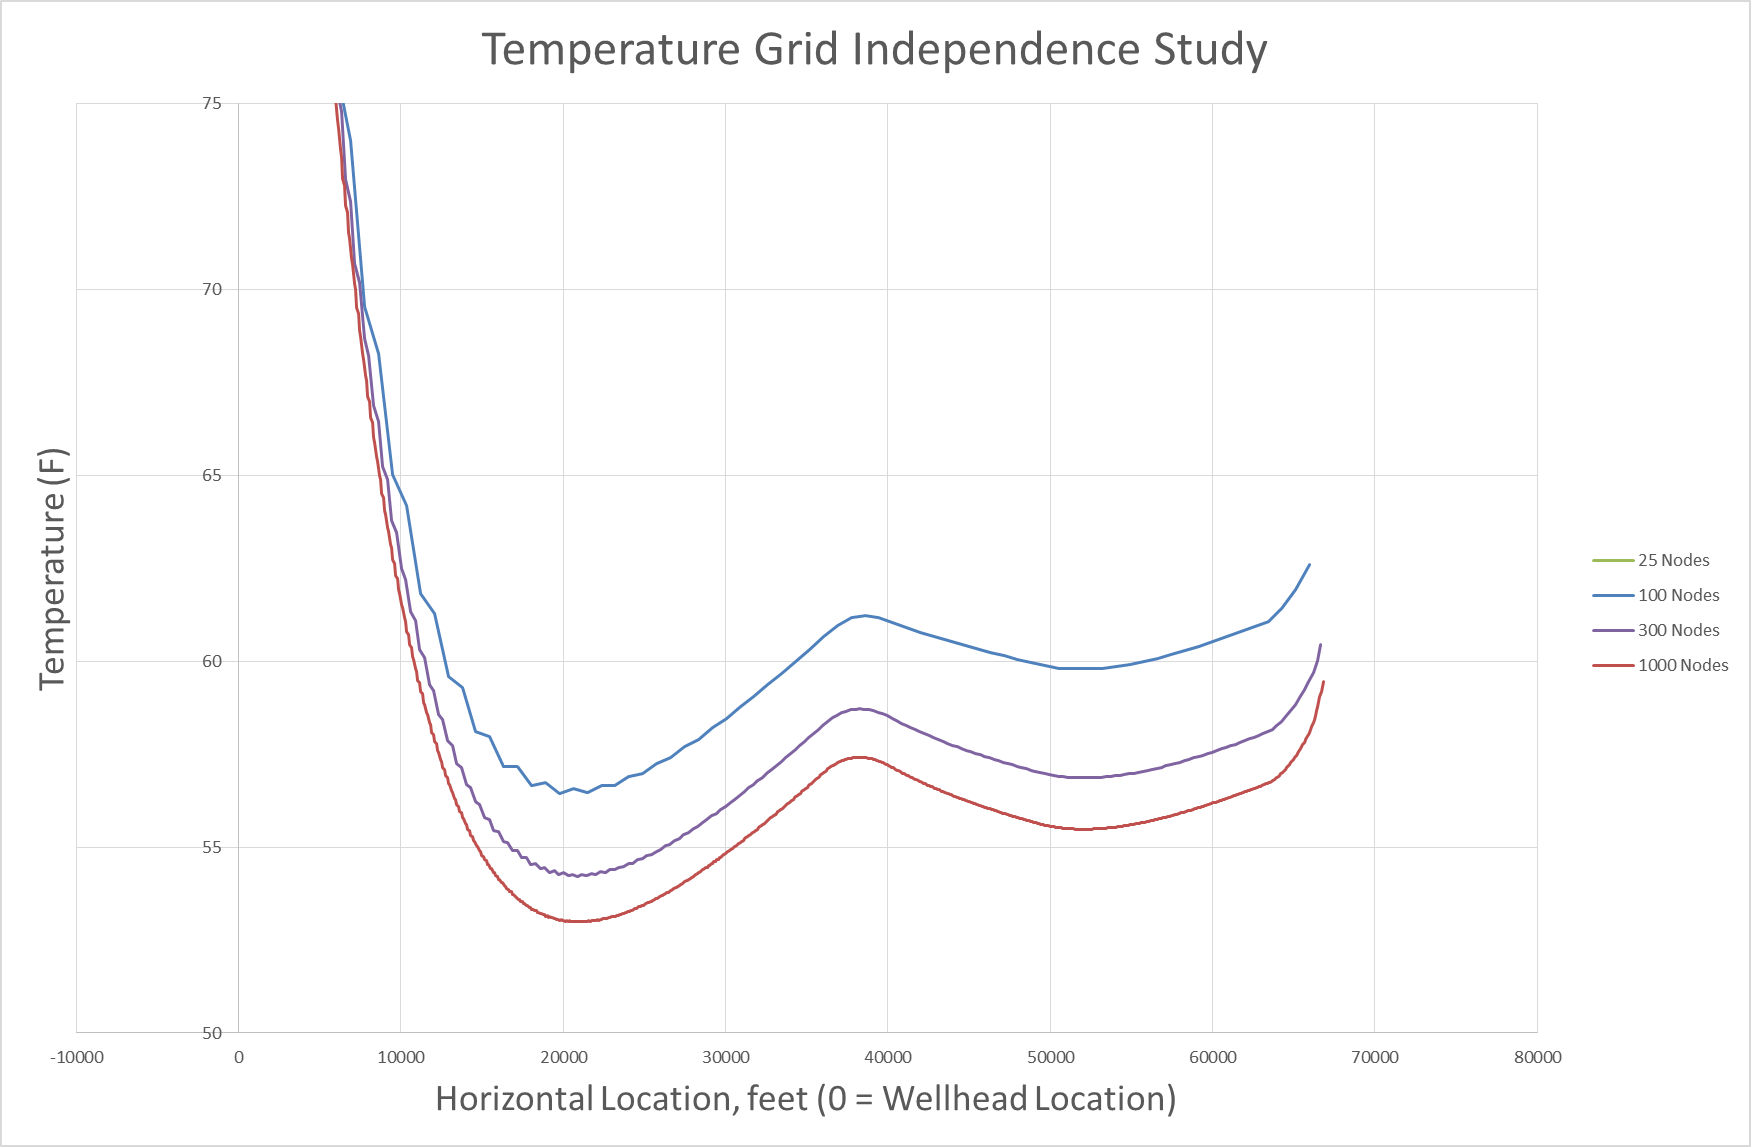 Temperature Grid Independence Study
75
70
65
60
55
50
-10000 0 10000 20000 30000 40000 50000 60000 70000 80000
Temperature (F)
Horizontal Location, feet (0 = Wellhead Location)
25 Nodes
100 Nodes
300 Nodes
1000 Nodes